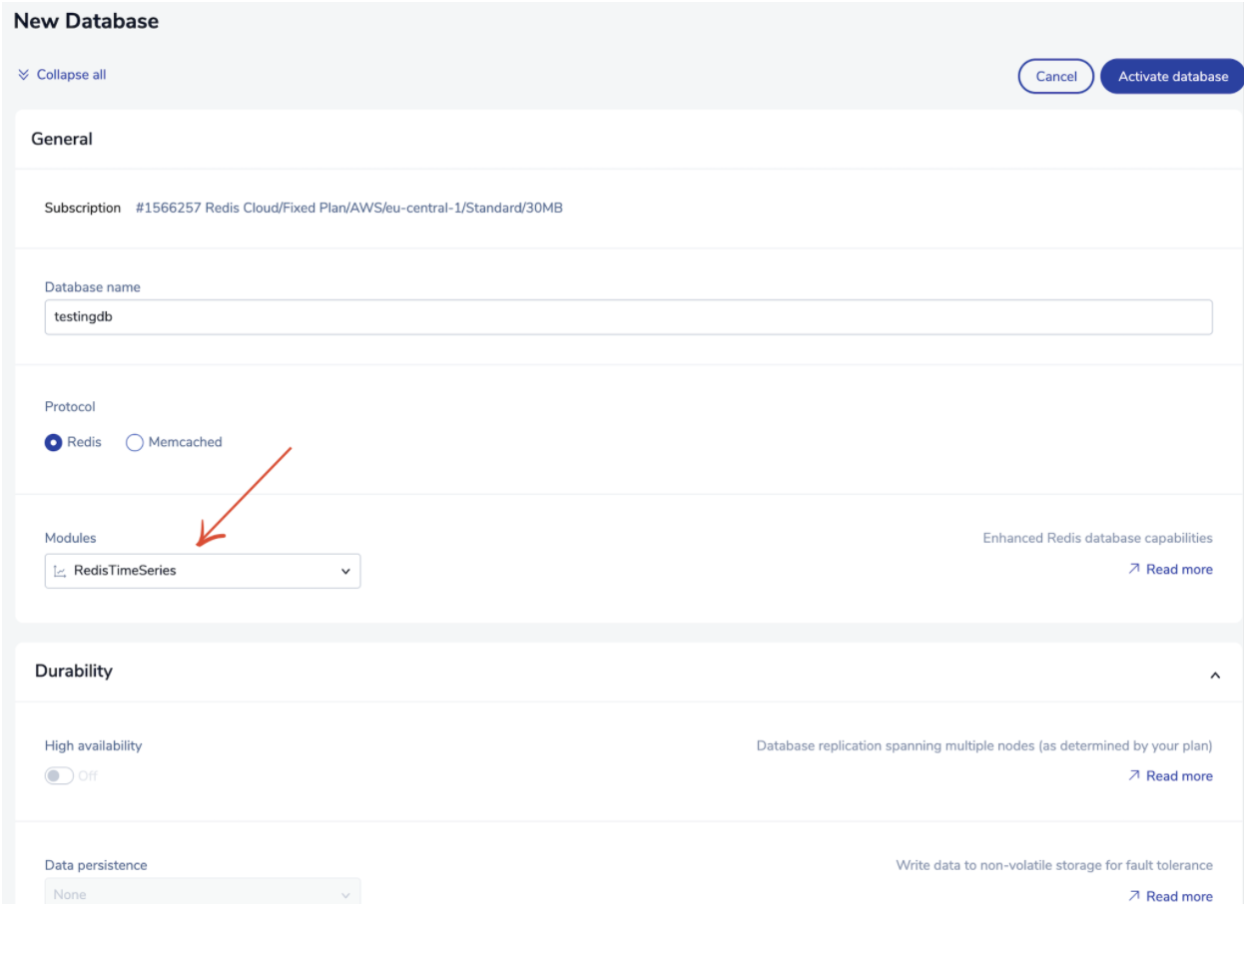 New Database
Collapse all
Cancel
Activate database
General
Subscription #1566257 Redis Cloud/Fixed Plan/AWS/eu-central-1/Standard/30MB
Database name
testingdb
Protocol
Redis Memcached
Modules
Enhanced Redis database capabilities
RedisTimeSeries
Read more
Durability
High availability
Database replication spanning multiple nodes (as determined by your plan)
Off
Read more
Data persistence
Write data to non-volatile storage for fault tolerance
None
Read more